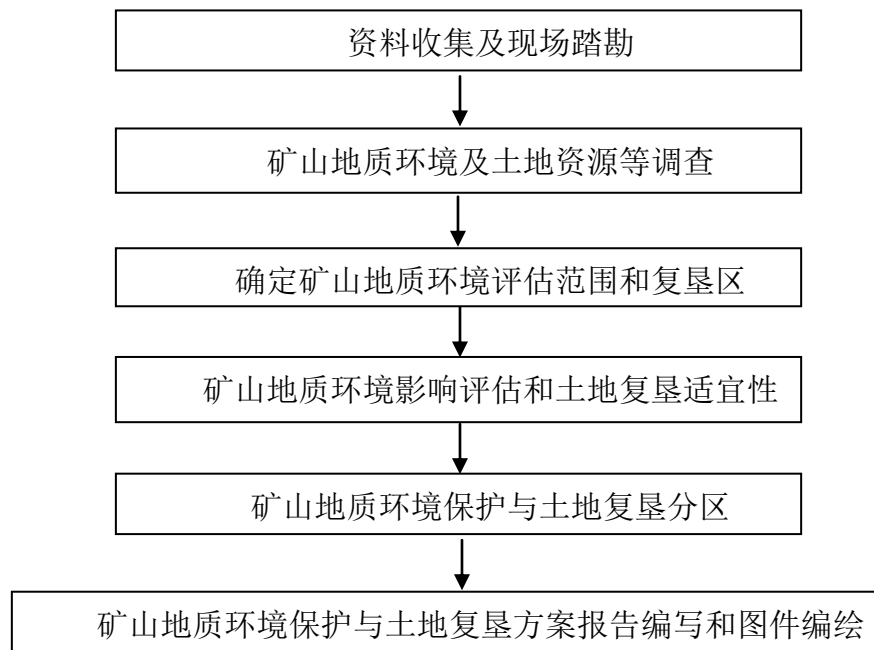 资料收集及现场踏勘
矿山地质环境及土地资源等调查
确定矿山地质环境评估范围和复垦区
矿山地质环境影响评估和土地复垦适宜性
矿山地质环境保护与土地复垦分区
矿山地质环境保护与土地复垦方案报告编写和图件编绘